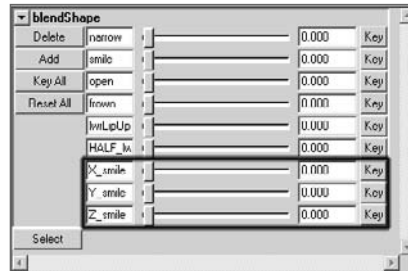 blendShape
Delete narrow 0.000 Key
Add smile 0.000 Key
Key All open 0.000 Key
Reset All frown 0.000 Key
lwrLipUp 0.000 Key
HALF_lw 0.000 Key
X_smile 0.000 Key
Y_smile 0.000 Key
Z_smile 0.000 Key
Select